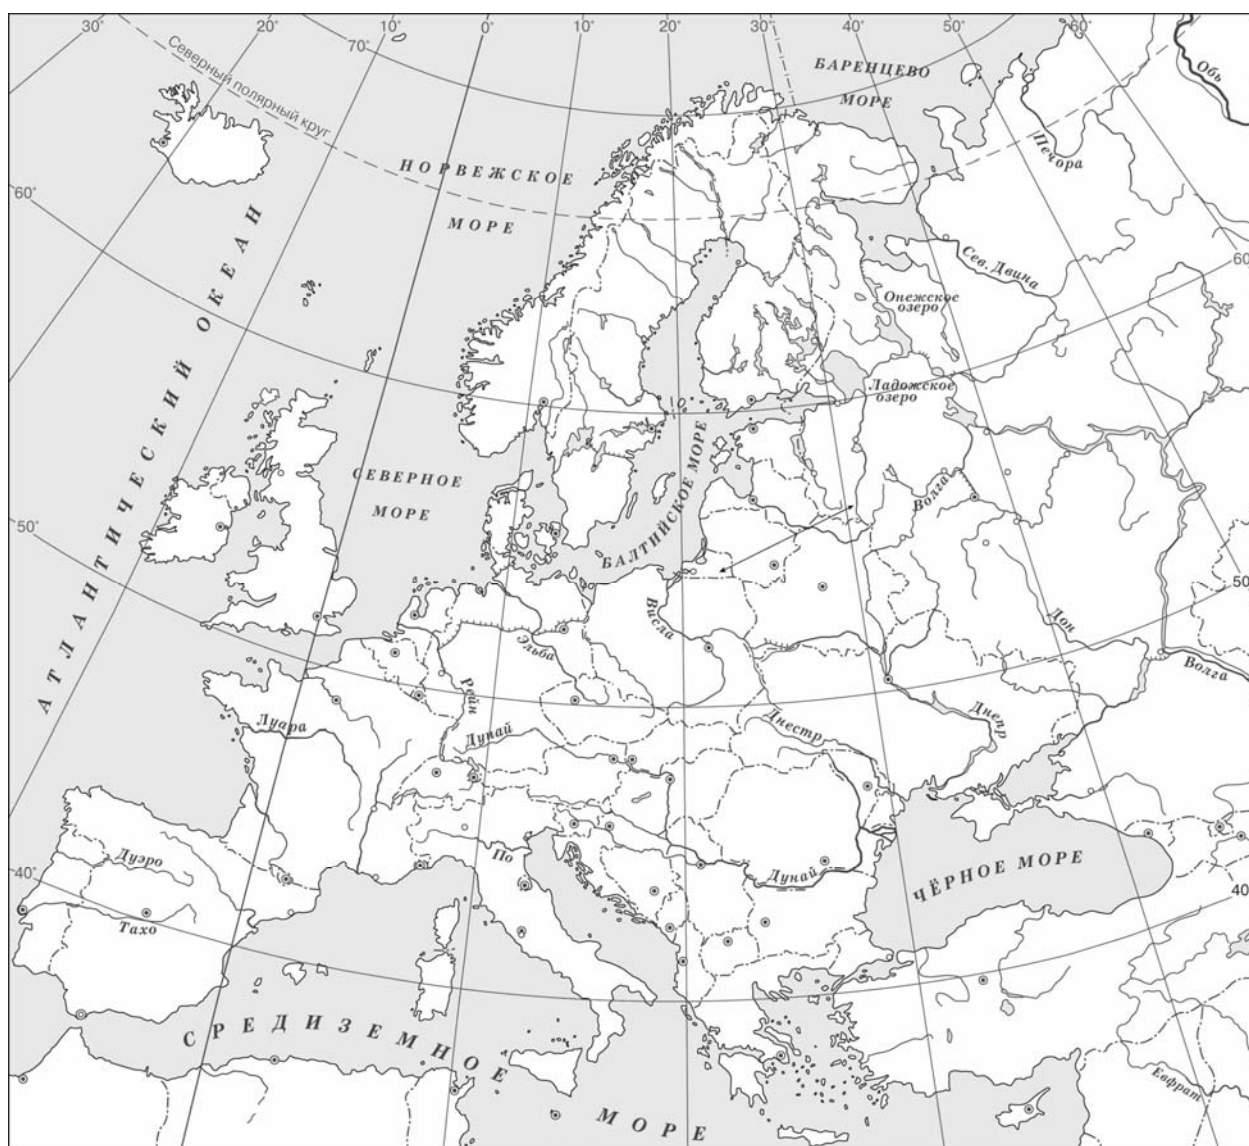 30°
20°
70°
10°
0°
10°
20°
30°
40°
50°
60°
Северный полярный круг
БАРЕНЦЕВО
МОРЕ
Обь
Печора
НОРВЕЖСКОЕ
МОРЕ
60°
60°
Сев. Двина
Онежское
озеро
Ладожское
озеро
АТЛАНТИЧЕСКИЙ ОКЕАН
СЕВЕРНОЕ
МОРЕ
БАЛТИЙСКОЕ МОРЕ
Волга
50°
50
Висла
Эльба
Дон
Рейн
Волга
Луара
Дунай
Днестр
Днепр
По
Дунай
ЧЁРНОЕ МОРЕ
Дуэро
40°
40
Тахо
СРЕДИЗЕМНОЕ
МОРЕ
Евфрат